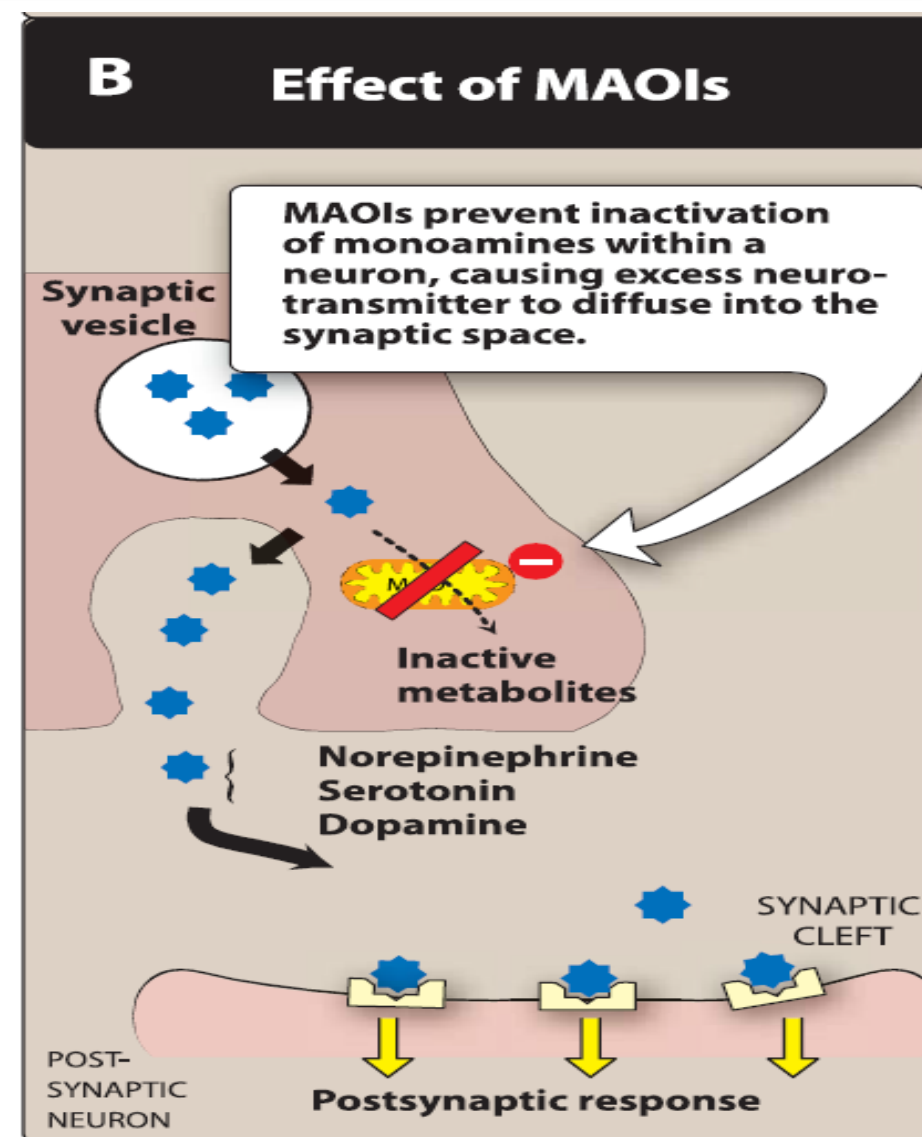 B Effect of MAOIs
MAOIs prevent inactivation
of monoamines within a
neuron, causing excess neuro-
transmitter to diffuse into the
synaptic space.
Synaptic
vesicle
Inactive
metabolites
Norepinephrine
Serotonin
Dopamine
SYNAPTIC
CLEFT
POST-
SYNAPTIC
NEURON
Postsynaptic response